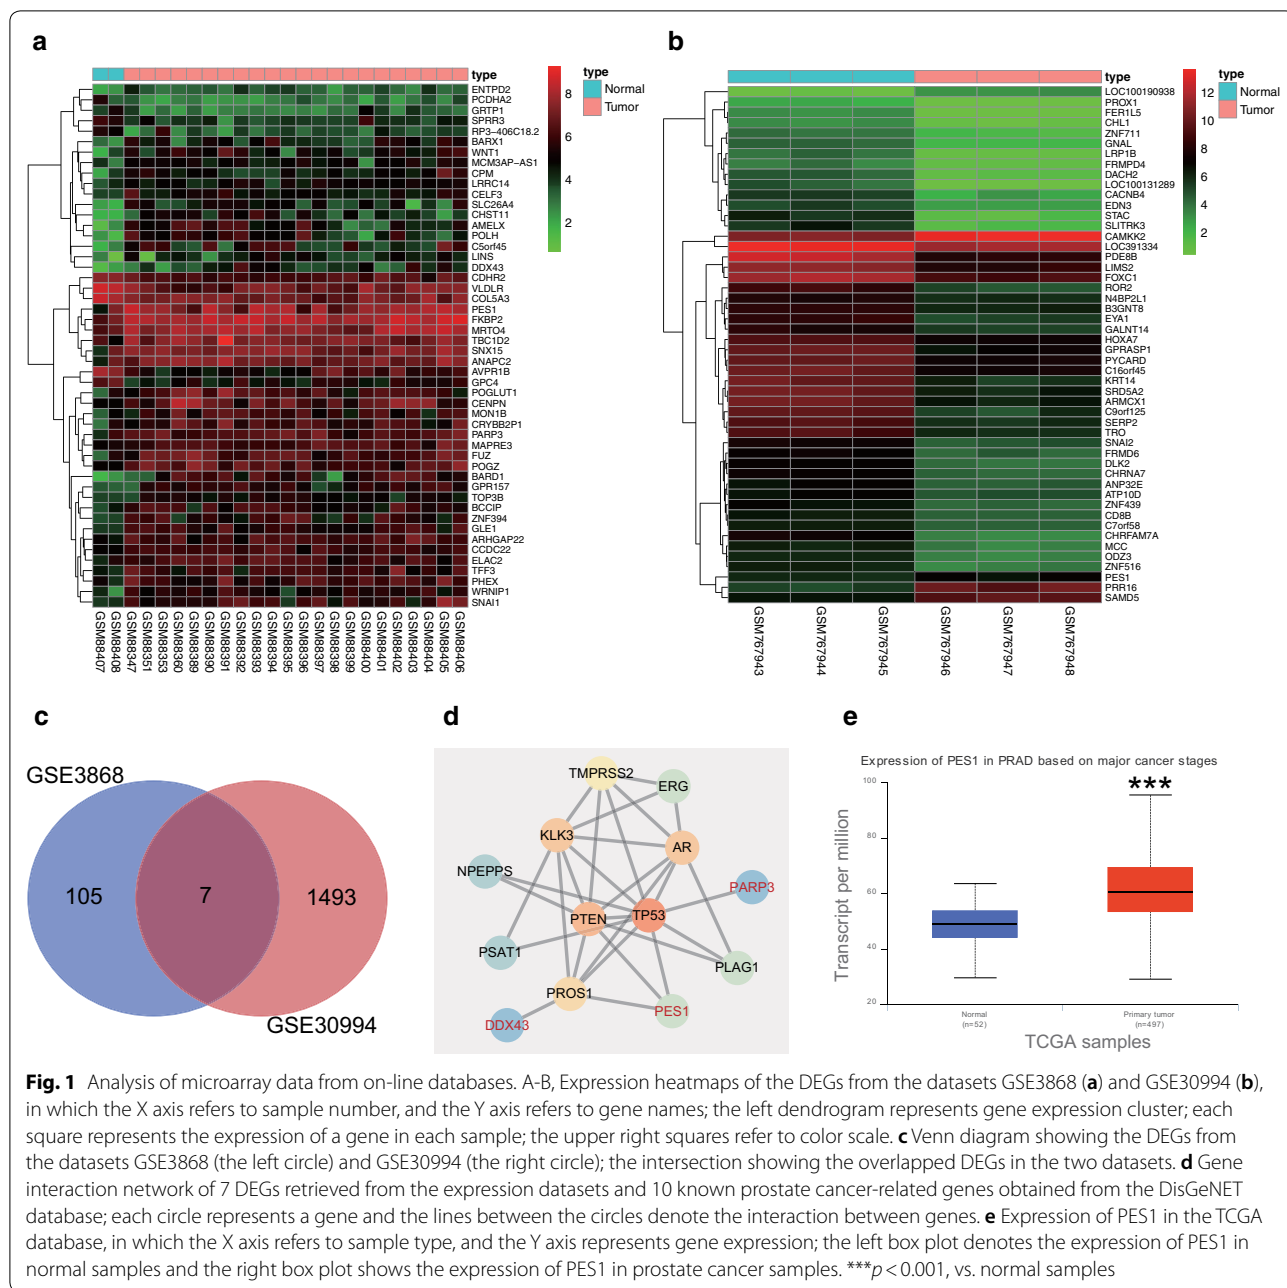 a
type
ENTPD2
PCDHA2
GRTP1
SPRR3
RP3−406C18.2
BARX1
WNT1
MCM3AP−AS1
CPM
LRRC14
CELF3
SLC26A4
CHST11
AMELX
POLH
C5orf45
LINS
DDX43
CDHR2
VLDLR
COL5A3
PES1
FKBP2
MRTO4
TBC1D2
SNX15
ANAPC2
AVPR1B
GPC4
POGLUT1
CENPN
MON1B
CRYBB2P1
PARP3
MAPRE3
FUZ
POGZ
BARD1
GPR157
TOP3B
BCCIP
ZNF394
GLE1
ARHGAP22
CCDC22
ELAC2
TFF3
PHEX
WRNIP1
SNAI1
8
6
4
2
type
Normal
Tumor
GSM88407
GSM88408
GSM88347
GSM88351
GSM88353
GSM88360
GSM88389
GSM88390
GSM88391
GSM88392
GSM88393
GSM88394
GSM88395
GSM88396
GSM88397
GSM88398
GSM88399
GSM88400
GSM88401
GSM88402
GSM88403
GSM88404
GSM88405
GSM88406
b
type
LOC100190938
PROX1
FER1L5
CHL1
ZNF711
GNAL
LRP1B
FRMPD4
DACH2
LOC100131289
CACNB4
EDN3
STAC
SLITRK3
CAMKK2
LOC391334
PDE8B
LIMS2
FOXC1
ROR2
N4BP2L1
B3GNT8
EYA1
GALNT14
HOXA7
GPRASP1
PYCARD
C16orf45
KRT14
SRD5A2
ARMCX1
C9orf125
SERP2
TRO
SNAI2
FRMD6
DLK2
CHRNA7
ANP32E
ATP10D
ZNF439
CD8B
C7orf58
CHRFAM7A
MCC
ODZ3
ZNF516
PES1
PRR16
SAMD5
12
10
8
6
4
2
type
Normal
Tumor
GSM767943
GSM767944
GSM767945
GSM767946
GSM767947
GSM767948
c
GSE3868
105
7
1493
GSE30994
d
TMPRSS2
ERG
KLK3
AR
NPEPPS
PARP3
PTEN
TP53
PSAT1
PLAG1
PROS1
PES1
DDX43
e
Expression of PES1 in PRAD based on major cancer stages
***
Transcript per million
100
80
60
40
20
Normal
(n=52)
Primary tumor
(n=497)
TCGA samples
Fig. 1 Analysis of microarray data from on-line databases. A-B, Expression heatmaps of the DEGs from the datasets GSE3868 (a) and GSE30994 (b),
in which the X axis refers to sample number, and the Y axis refers to gene names; the left dendrogram represents gene expression cluster; each
square represents the expression of a gene in each sample; the upper right squares refer to color scale. c Venn diagram showing the DEGs from
the datasets GSE3868 (the left circle) and GSE30994 (the right circle); the intersection showing the overlapped DEGs in the two datasets. d Gene
interaction network of 7 DEGs retrieved from the expression datasets and 10 known prostate cancer-related genes obtained from the DisGeNET
database; each circle represents a gene and the lines between the circles denote the interaction between genes. e Expression of PES1 in the TCGA
database, in which the X axis refers to sample type, and the Y axis represents gene expression; the left box plot denotes the expression of PES1 in
normal samples and the right box plot shows the expression of PES1 in prostate cancer samples. ***p < 0.001, vs. normal samples